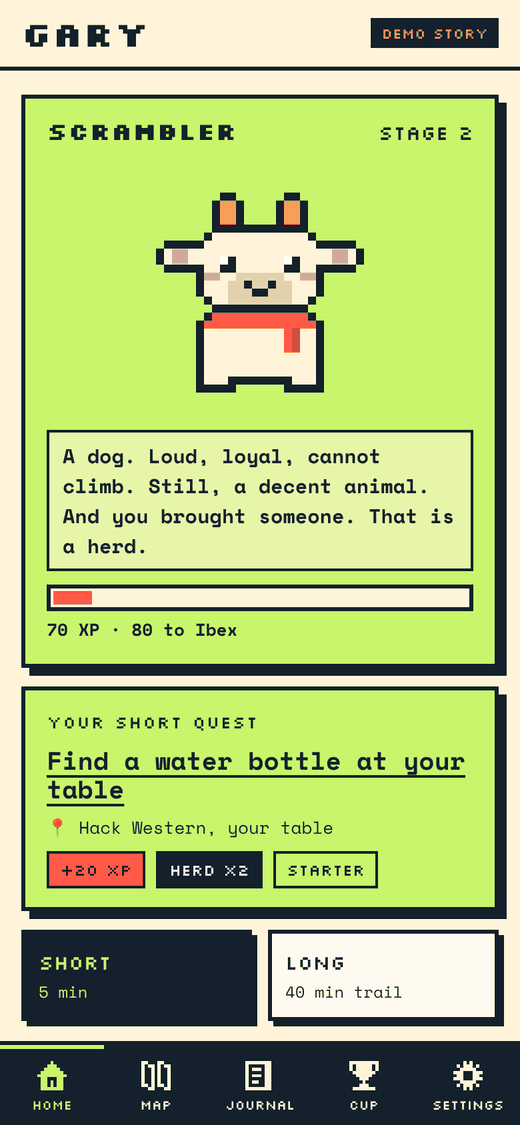 GARY
DEMO STORY
SCRAMBLER
STAGE 2
A dog. Loud, loyal, cannot
climb. Still, a decent animal.
And you brought someone. That is
a herd.
70 XP · 80 to Ibex
YOUR SHORT QUEST
Find a water bottle at your
table
📍 Hack Western, your table
+20 XP
HERD X2
STARTER
SHORT
5 min
LONG
40 min trail
HOME
MAP
JOURNAL
CUP
SETTINGS